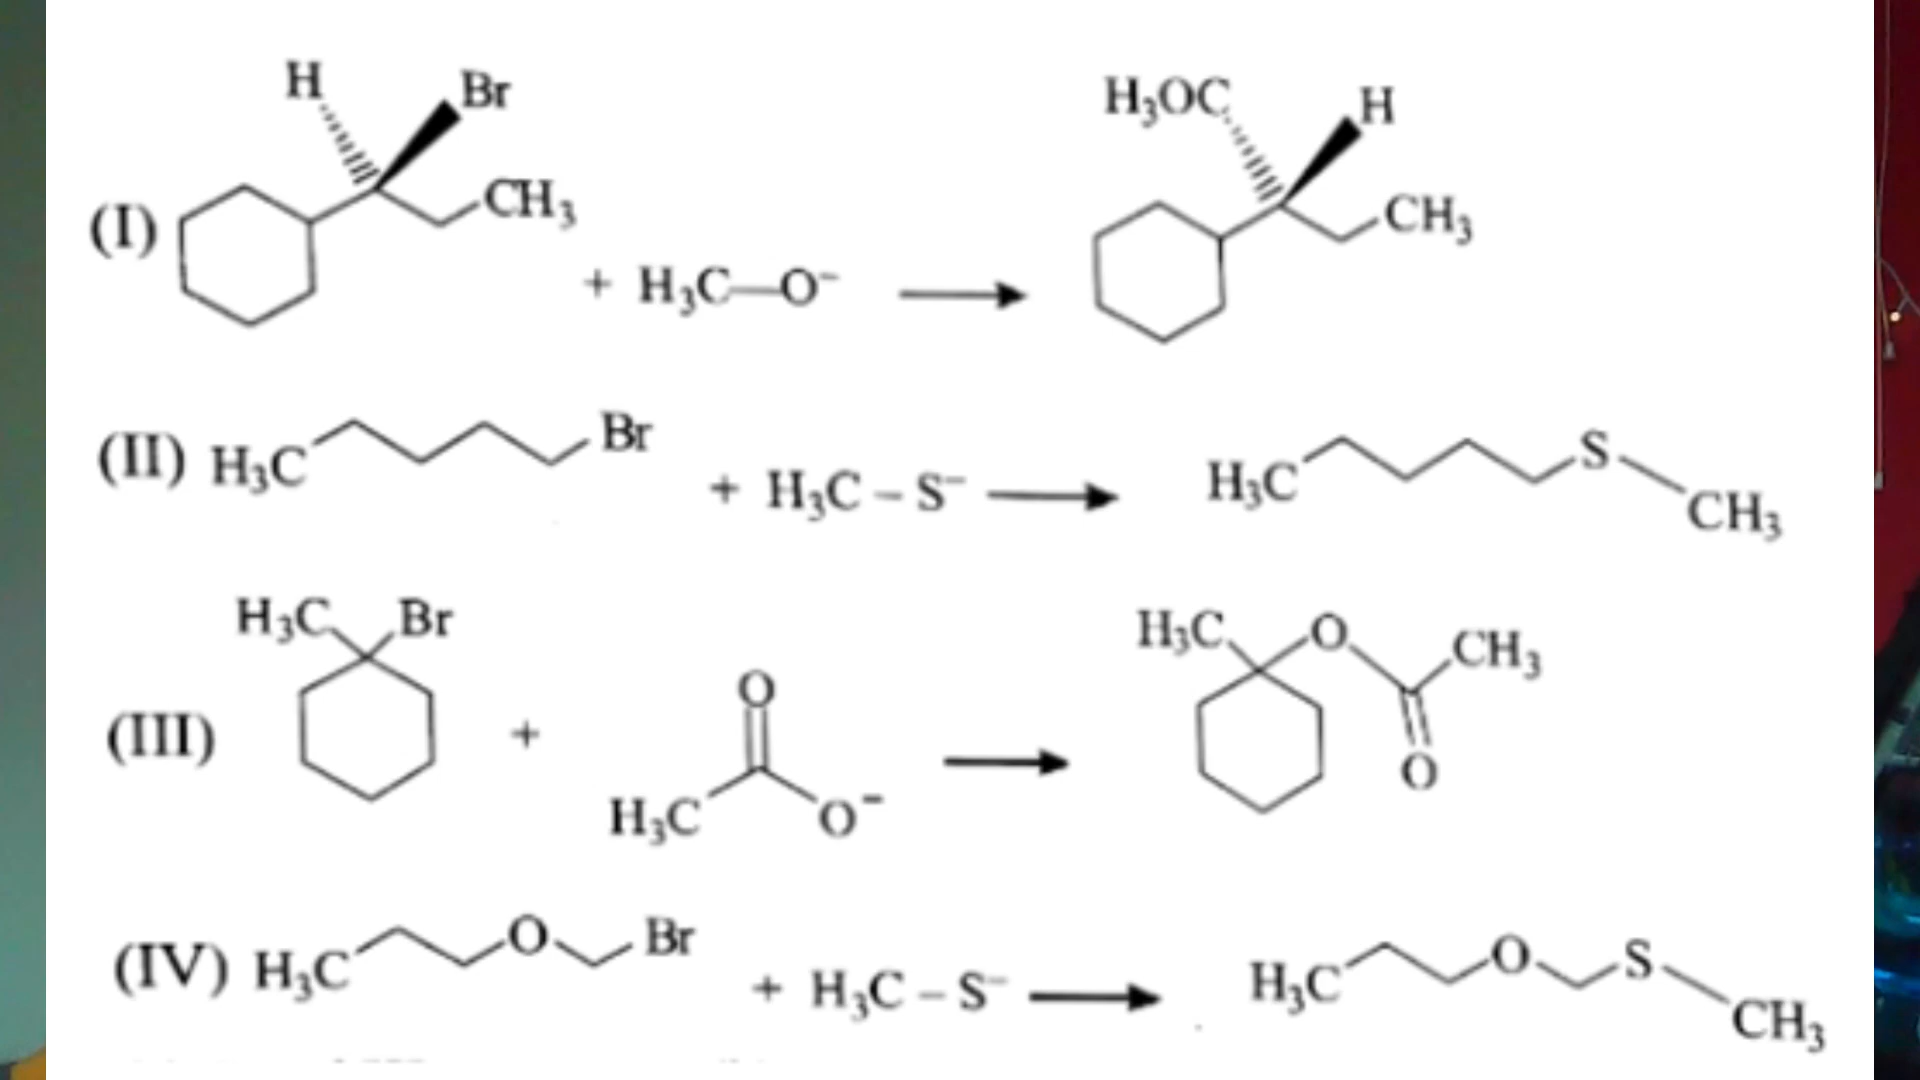 H Br H₃OC H
(I) CH₃ + H₃C—O⁻ CH₃
(II) H₃C Br + H₃C – S⁻ H₃C S CH₃
H₃C Br O H₃C O CH₃
(III) + H₃C O⁻ O
(IV) H₃C O Br + H₃C – S⁻ H₃C O S CH₃